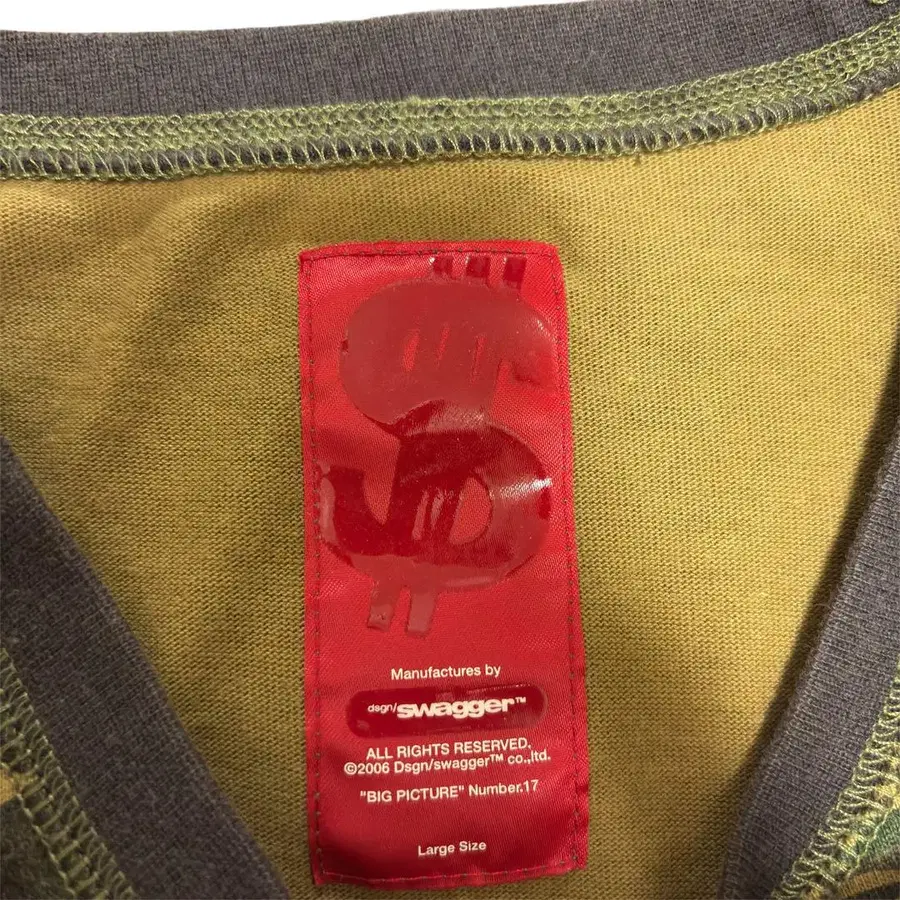 Manufactures by
dsgn/swagger™
ALL RIGHTS RESERVED.
©2006 Dsgn/swagger™ co.,ltd.
"BIG PICTURE" Number.17
Large Size